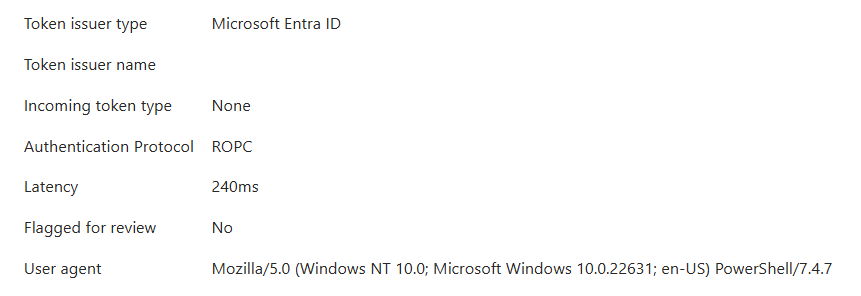 Token issuer type Microsoft Entra ID
Token issuer name
Incoming token type None
Authentication Protocol ROPC
Latency 240ms
Flagged for review No
User agent Mozilla/5.0 (Windows NT 10.0; Microsoft Windows 10.0.22631; en-US) PowerShell/7.4.7